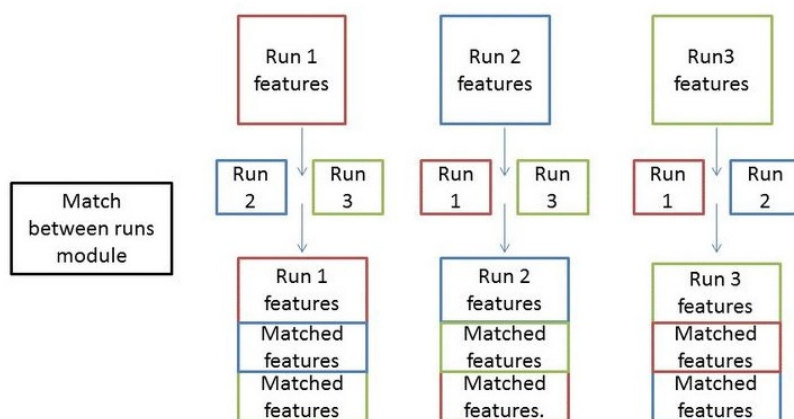 Run 1
features
Run 2
features
Run3
features
Match
between runs
module
Run
2
Run
3
Run
1
Run
3
Run
1
Run
2
Run 1
features
Matched
features
Matched
features
Run 2
features
Matched
features
Matched
features.
Run 3
features
Matched
features
Matched
features